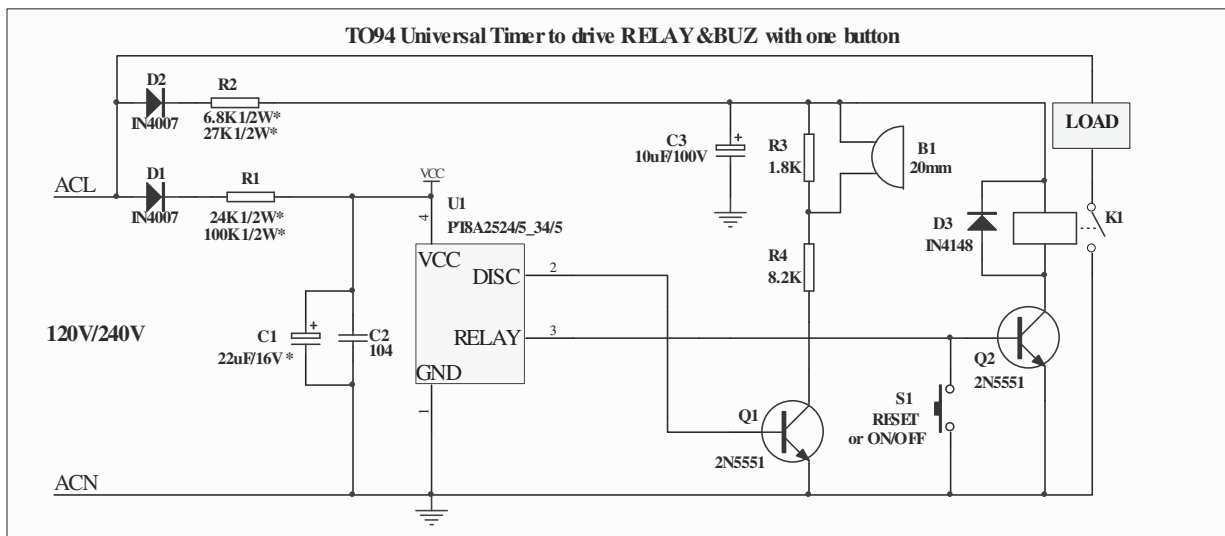 TO94 Universal Timer to drive RELAY&BUZ with one button
D2
R2
IN4007
6.8K1/2W*
27K1/2W*
C3
10uF/100V
R3
1.8K
B1
20mm
LOAD
ACL
D1
R1
IN4007
24K1/2W*
100K1/2W*
VCC
U1
PT8A2524/5_34/5
4
VCC
DISC
2
RELAY
3
GND
1
R4
8.2K
D3
IN4148
K1
120V/240V
C1
22uF/16V*
C2
104
Q1
2N5551
S1
RESET
or ON/OFF
Q2
2N5551
ACN